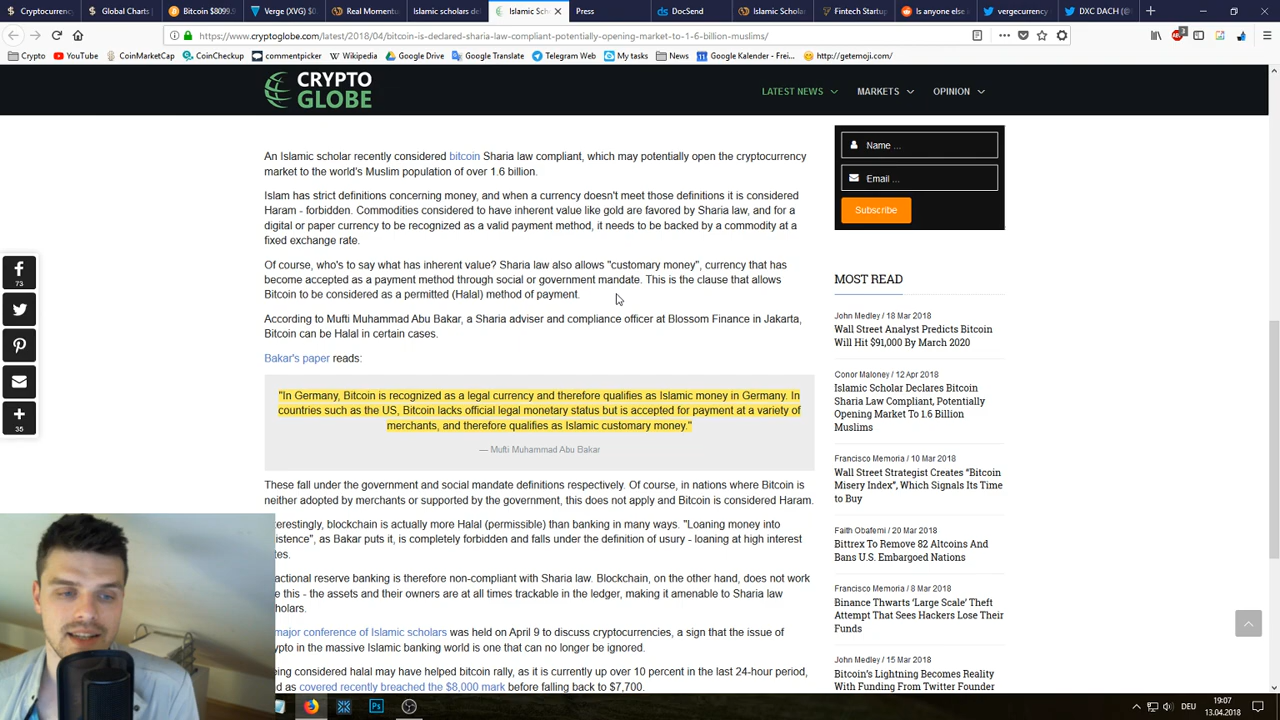 Cryptocurrency
Global Charts |
Bitcoin $8099.
Verge (XVG) $0.
Real Momentu
Islamic scholars del
Islamic Sch
Press
DocSend
Islamic Scholar
Fintech Startup
Is anyone else
vergecurrency
DXC DACH (@
https://www.cryptoglobe.com/latest/2018/04/bitcoin-is-declared-sharia-law-compliant-potentially-opening-market-to-1-6-billion-muslims/
Crypto
YouTube
CoinMarketCap
CoinCheckup
commentpicker
Wikipedia
Google Drive
Google Translate
Telegram Web
My tasks
News
Google Kalender - Frei...
http://getemoji.com/
CRYPTO
GLOBE
LATEST NEWS
MARKETS
OPINION
An Islamic scholar recently considered bitcoin Sharia law compliant, which may potentially open the cryptocurrency
market to the world's Muslim population of over 1.6 billion.
Islam has strict definitions concerning money, and when a currency doesn't meet those definitions it is considered
Haram - forbidden. Commodities considered to have inherent value like gold are favored by Sharia law, and for a
digital or paper currency to be recognized as a valid payment method, it needs to be backed by a commodity at a
fixed exchange rate.
Of course, who's to say what has inherent value? Sharia law also allows "customary money", currency that has
become accepted as a payment method through social or government mandate. This is the clause that allows
Bitcoin to be considered as a permitted (Halal) method of payment.
According to Mufti Muhammad Abu Bakar, a Sharia adviser and compliance officer at Blossom Finance in Jakarta,
Bitcoin can be Halal in certain cases.
Bakar's paper reads:
"In Germany, Bitcoin is recognized as a legal currency and therefore qualifies as Islamic money in Germany. In
countries such as the US, Bitcoin lacks official legal monetary status but is accepted for payment at a variety of
merchants, and therefore qualifies as Islamic customary money."
— Mufti Muhammad Abu Bakar
These fall under the government and social mandate definitions respectively. Of course, in nations where Bitcoin is
neither adopted by merchants or supported by the government, this does not apply and Bitcoin is considered Haram.
terestingly, blockchain is actually more Halal (permissible) than banking in many ways. "Loaning money into
istence", as Bakar puts it, is completely forbidden and falls under the definition of usury - loaning at high interest
tes.
actional reserve banking is therefore non-compliant with Sharia law. Blockchain, on the other hand, does not work
e this - the assets and their owners are at all times trackable in the ledger, making it amenable to Sharia law
holars.
major conference of Islamic scholars was held on April 9 to discuss cryptocurrencies, a sign that the issue of
ypto in the massive Islamic banking world is one that can no longer be ignored.
eing considered halal may have helped bitcoin rally, as it is currently up over 10 percent in the last 24-hour period,
d as covered recently breached the $8,000 mark before falling back to $7,700.
73
35
Name ...
Email ...
Subscribe
MOST READ
John Medley / 18 Mar 2018
Wall Street Analyst Predicts Bitcoin
Will Hit $91,000 By March 2020
Conor Maloney / 12 Apr 2018
Islamic Scholar Declares Bitcoin
Sharia Law Compliant, Potentially
Opening Market To 1.6 Billion
Muslims
Francisco Memoria / 10 Mar 2018
Wall Street Strategist Creates "Bitcoin
Misery Index", Which Signals Its Time
to Buy
Faith Obafemi / 20 Mar 2018
Bittrex To Remove 82 Altcoins And
Bans U.S. Embargoed Nations
Francisco Memoria / 8 Mar 2018
Binance Thwarts 'Large Scale' Theft
Attempt That Sees Hackers Lose Their
Funds
John Medley / 15 Mar 2018
Bitcoin's Lightning Becomes Reality
With Funding From Twitter Founder
DEU
19:07
13.04.2018